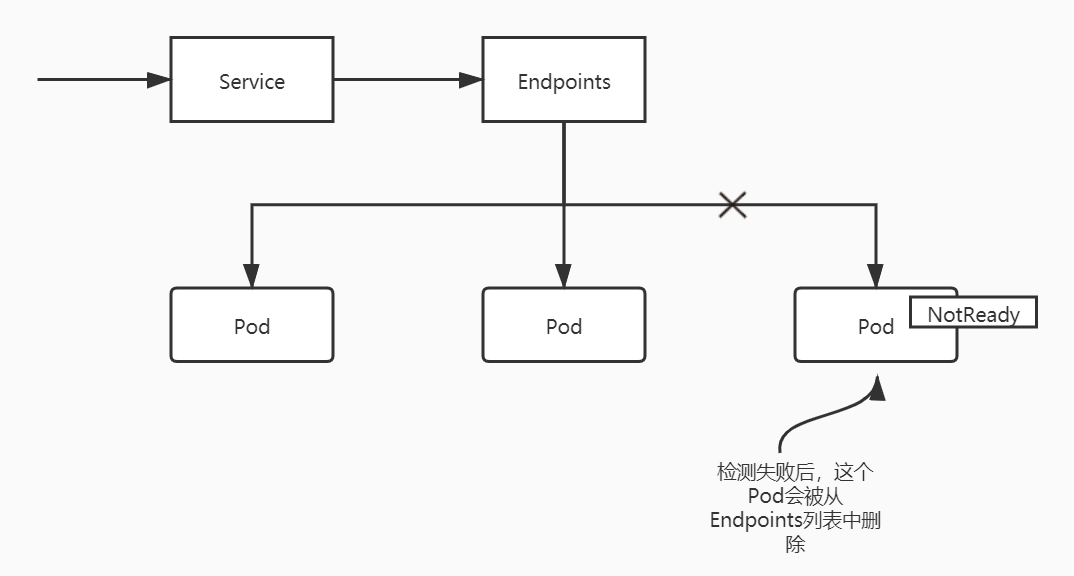 Service
Endpoints
Pod
Pod
Pod
NotReady
检测失败后，这个
Pod会被从
Endpoints列表中删
除